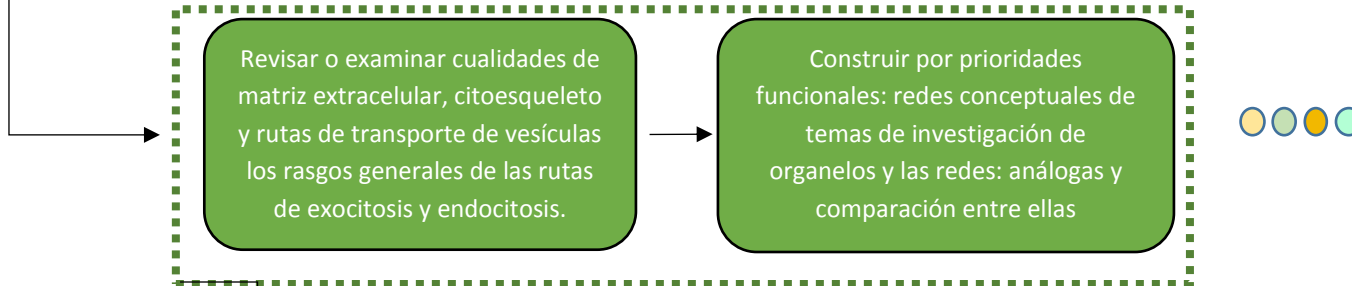 Revisar o examinar cualidades de
matriz extracelular, citoesqueleto
y rutas de transporte de vesículas
los rasgos generales de las rutas
de exocitosis y endocitosis.
Construir por prioridades
funcionales: redes conceptuales de
temas de investigación de
organelos y las redes: análogas y
comparación entre ellas